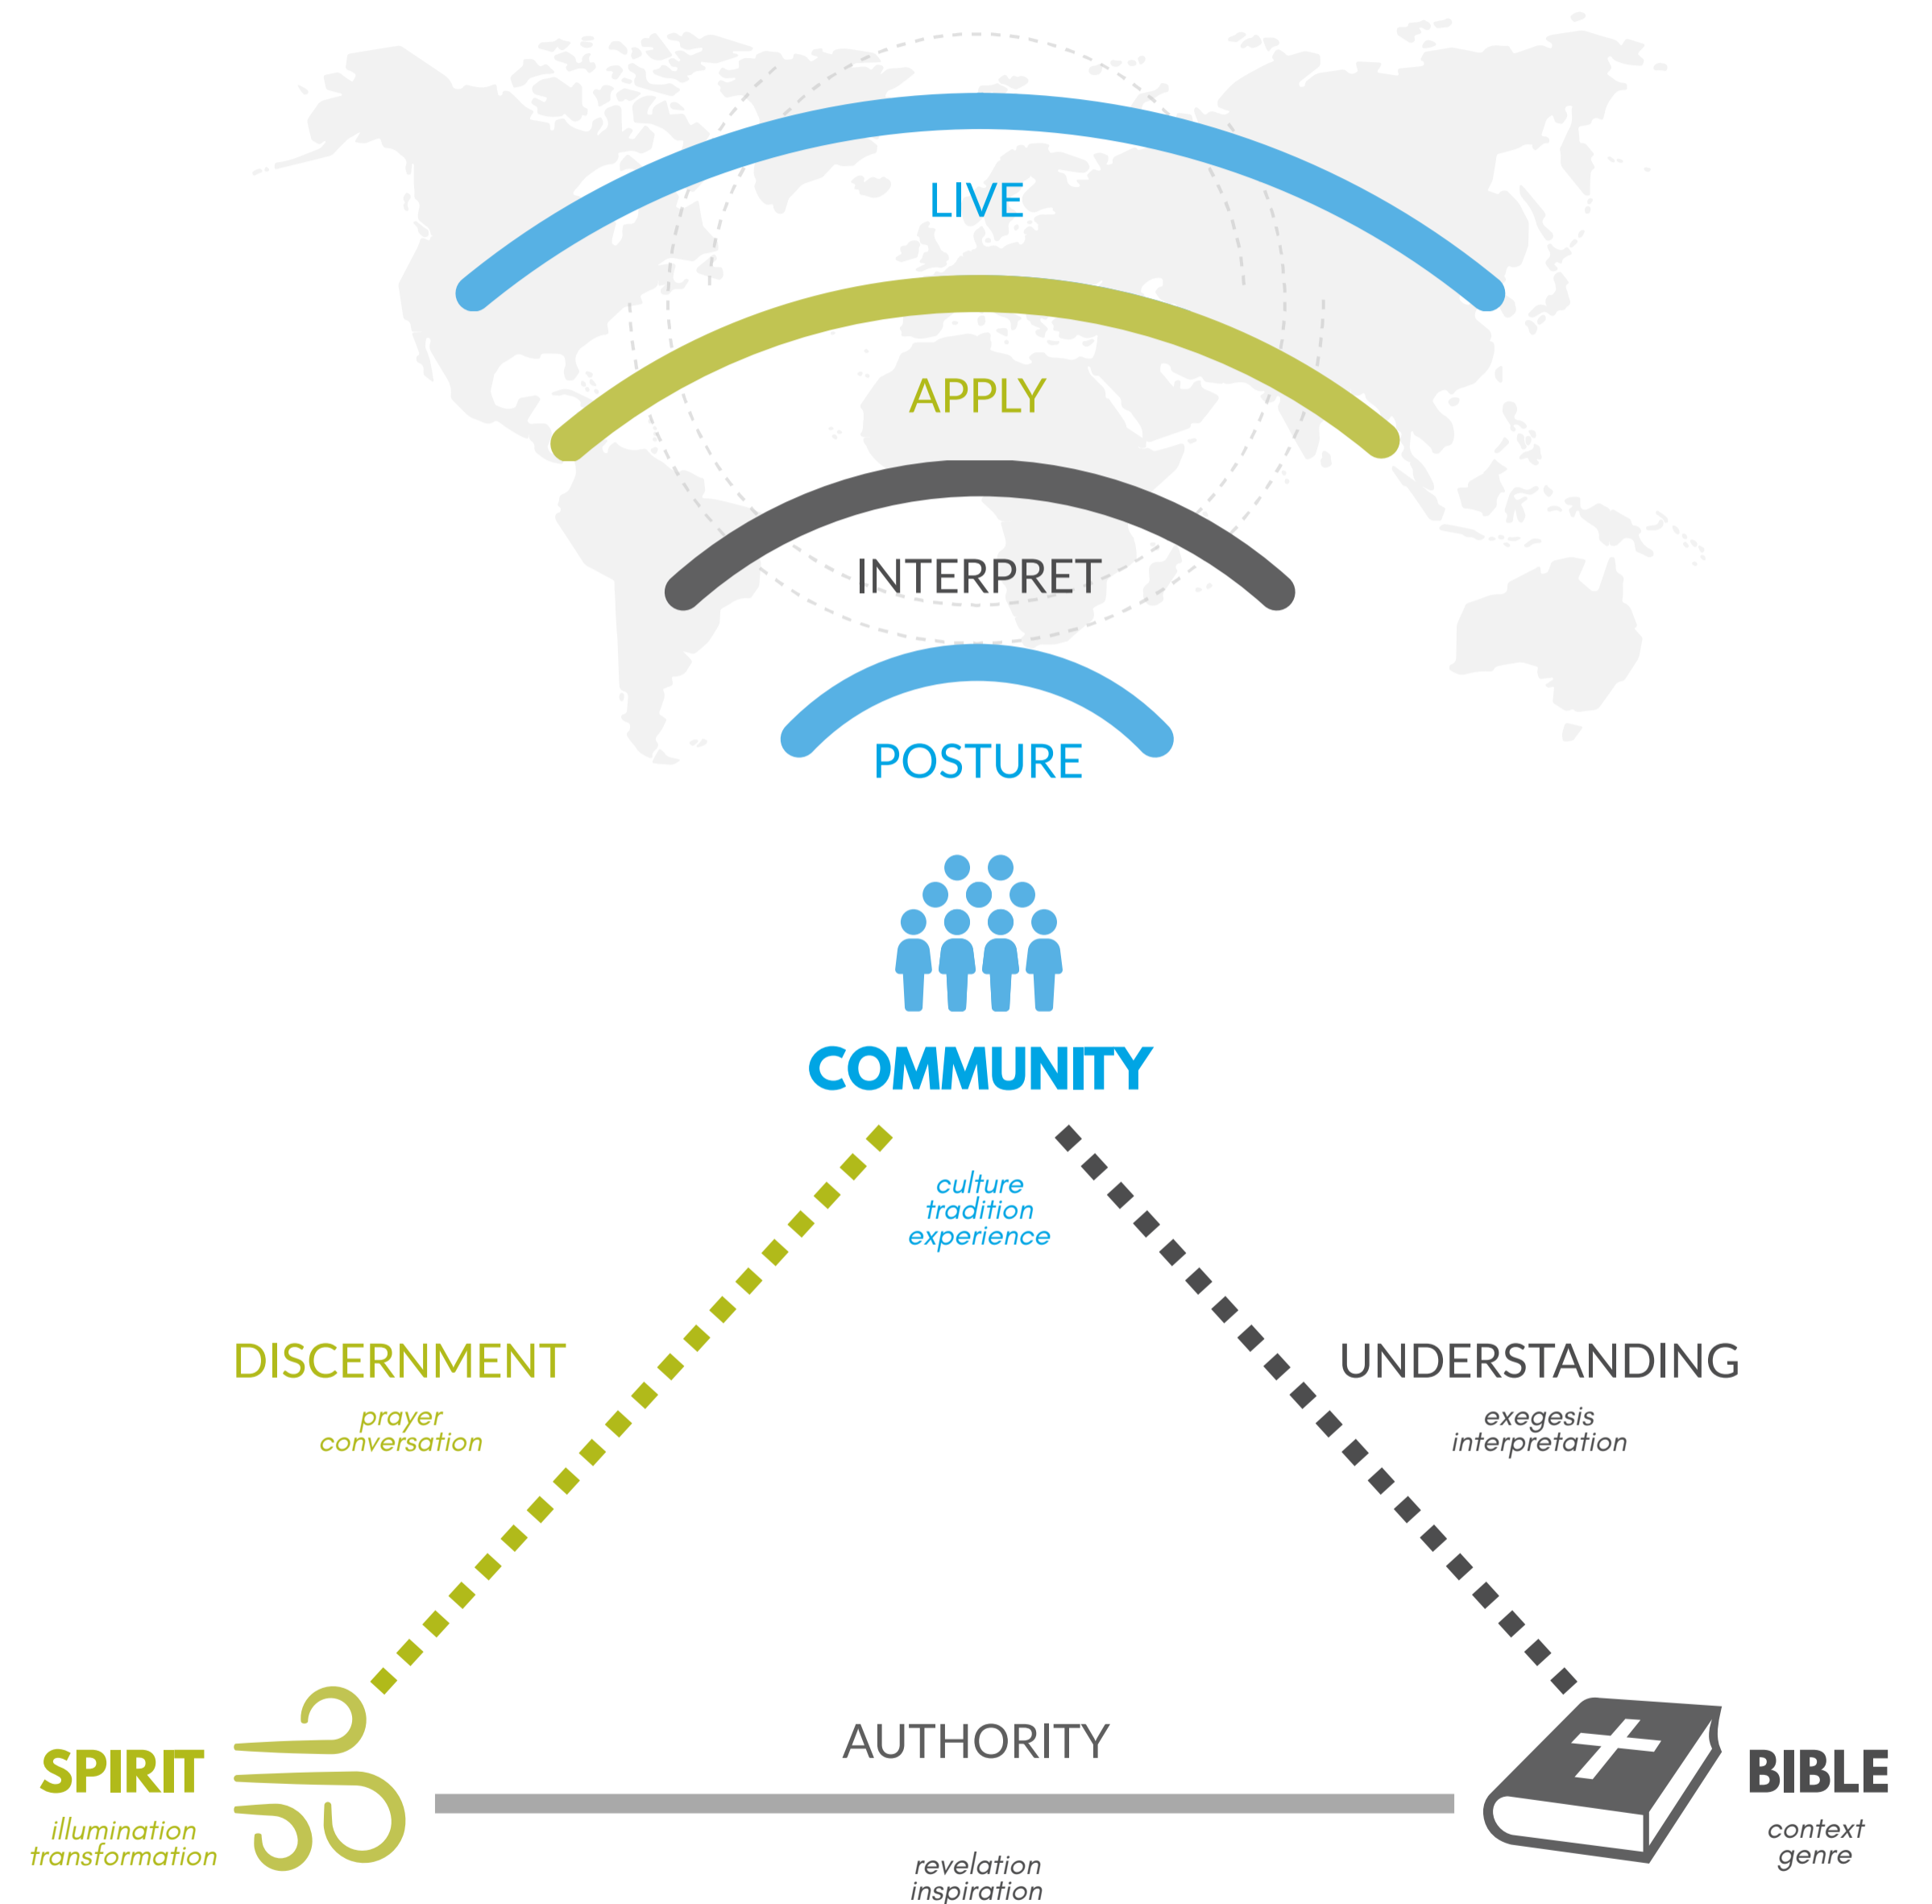 LIVE
APPLY
INTERPRET
POSTURE
COMMUNITY
culture
tradition
experience
DISCERNMENT
prayer
conversation
UNDERSTANDING
exegesis
interpretation
SPIRIT
illumination
transformation
AUTHORITY
revelation
inspiration
BIBLE
context
genre